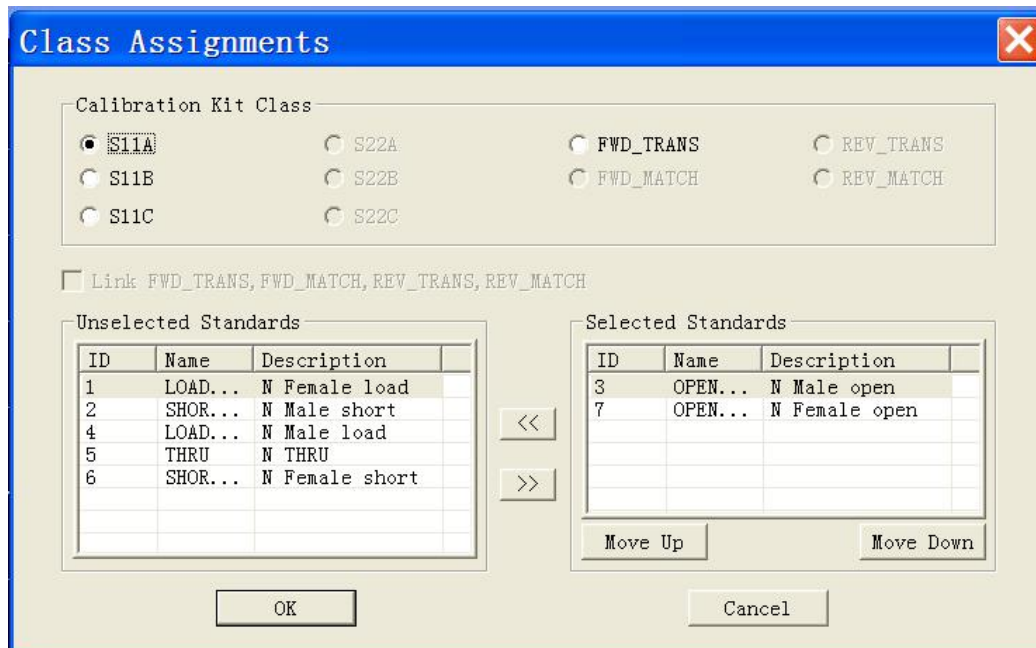 Class Assignments
Calibration Kit Class
S11A S22A FWD_TRANS REV_TRANS
S11B S22B FWD_MATCH REV_MATCH
S11C S22C
Link FWD_TRANS, FWD_MATCH, REV_TRANS, REV_MATCH
Unselected Standards
ID Name Description
1 LOAD... N Female load
2 SHOR... N Male short
4 LOAD... N Male load
5 THRU N THRU
6 SHOR... N Female short
<<
>>
Selected Standards
ID Name Description
3 OPEN... N Male open
7 OPEN... N Female open
Move Up Move Down
OK Cancel